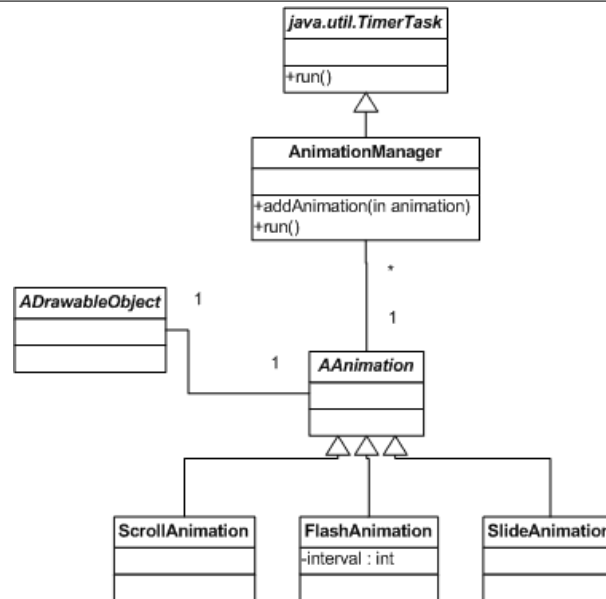 java.util.TimerTask
+run()
AnimationManager
+addAnimation(in animation)
+run()
*
1
ADrawableObject
1
1
AAnimation
ScrollAnimation
FlashAnimation
-interval : int
SlideAnimation